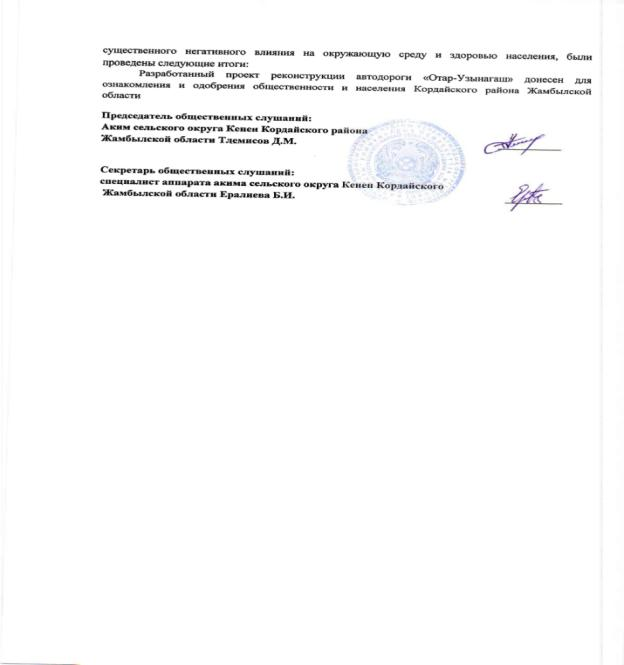 существенного негативного влияния на окружающую среду и здоровью населения, были
проведены следующие итоги:
Разработанный проект реконструкции автодороги «Отар-Узынагаш» донесен для
ознакомления и одобрения общественности и населения Кордайского района Жамбылской
области
Председатель общественных слушаний:
Аким сельского округа Кенен Кордайского района
Жамбылской области Тлемисов Д.М.
Секретарь общественных слушаний:
специалист аппарата акима сельского округа Кенен Кордайского
Жамбылской области Ералиева Б.И.